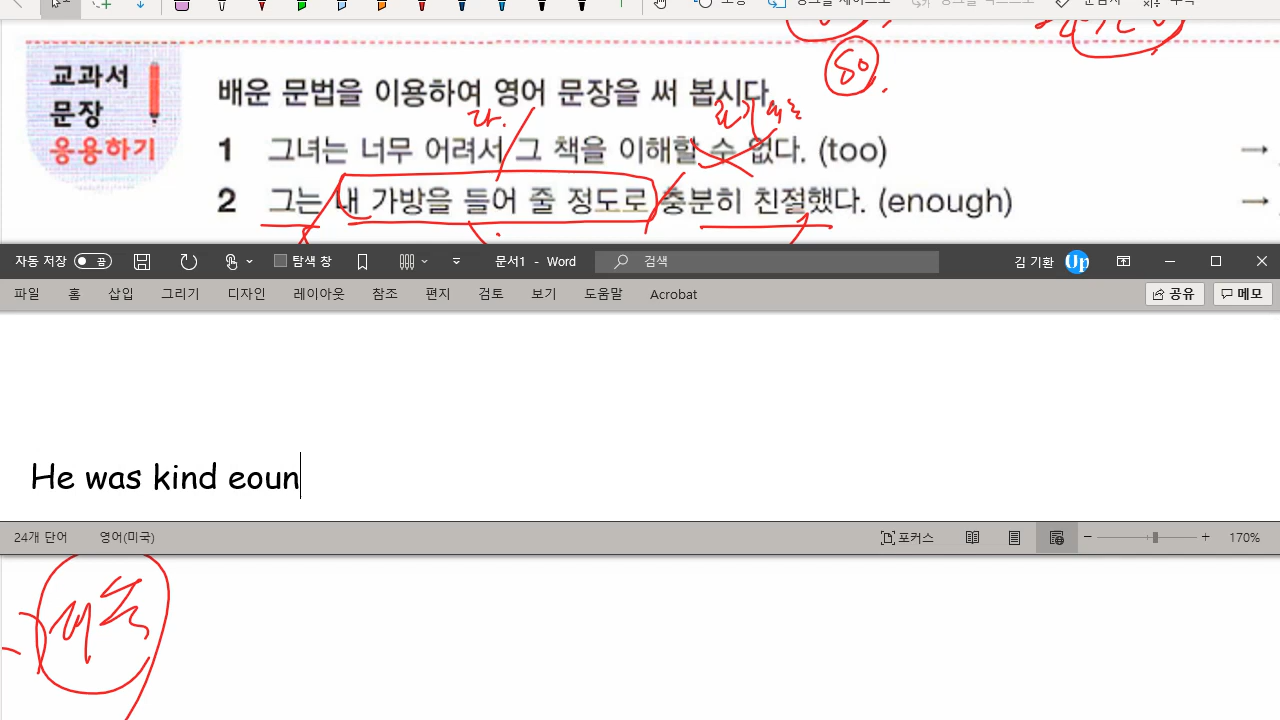 교과서
문장
응용하기
배운 문법을 이용하여 영어 문장을 써 봅시다.
1 그녀는 너무 어려서 그 책을 이해할 수 없다. (too) →
2 그는 내 가방을 들어 줄 정도로 충분히 친절했다. (enough) →
80
자동 저장 끔 탐색 창 문서1 - Word 검색 김 기환 Up
파일 홈 삽입 그리기 디자인 레이아웃 참조 편지 검토 보기 도움말 Acrobat 공유 메모
He was kind eoun
24개 단어 영어(미국) 포커스 170%